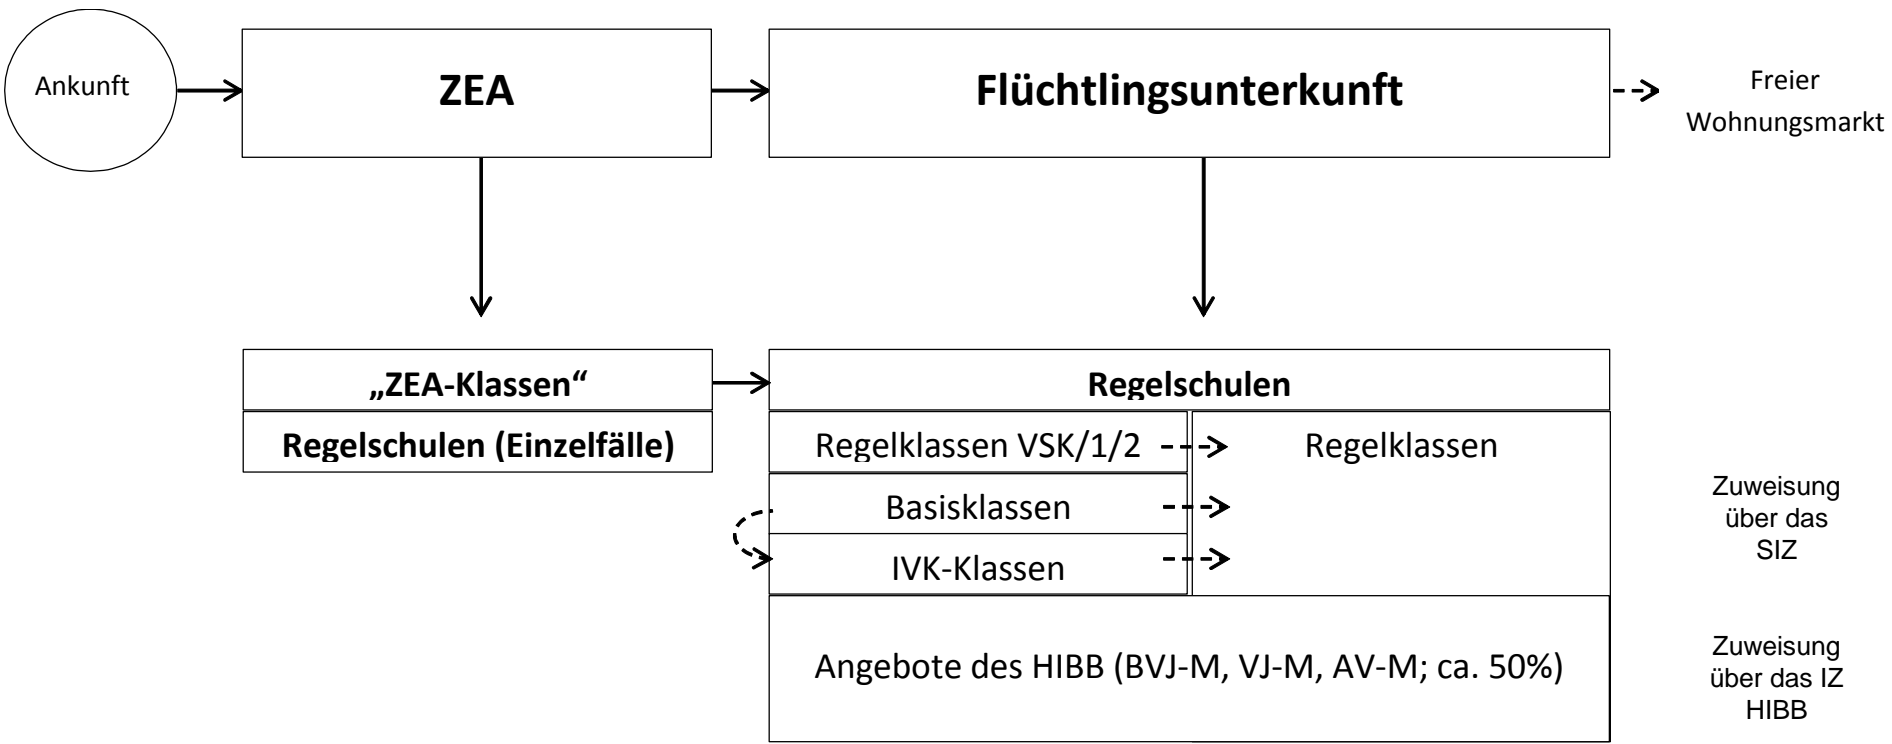 Ankunft
ZEA
Flüchtlingsunterkunft
Freier
Wohnungsmarkt
„ZEA-Klassen“
Regelschulen
Regelschulen (Einzelfälle)
Regelklassen VSK/1/2
Regelklassen
Basisklassen
IVK-Klassen
Zuweisung
über das
SIZ
Angebote des HIBB (BVJ-M, VJ-M, AV-M; ca. 50%)
Zuweisung
über das IZ
HIBB